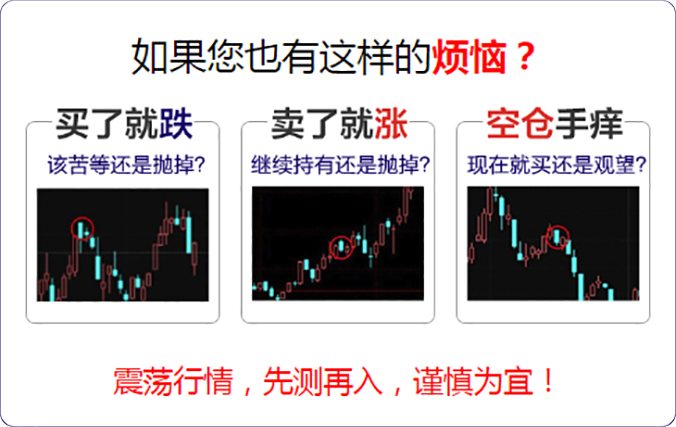 如果您也有这样的烦恼？
买了就跌
该苦等还是抛掉?
卖了就涨
继续持有还是抛掉?
空仓手痒
现在就买还是观望?
震荡行情，先测再入，谨慎为宜！